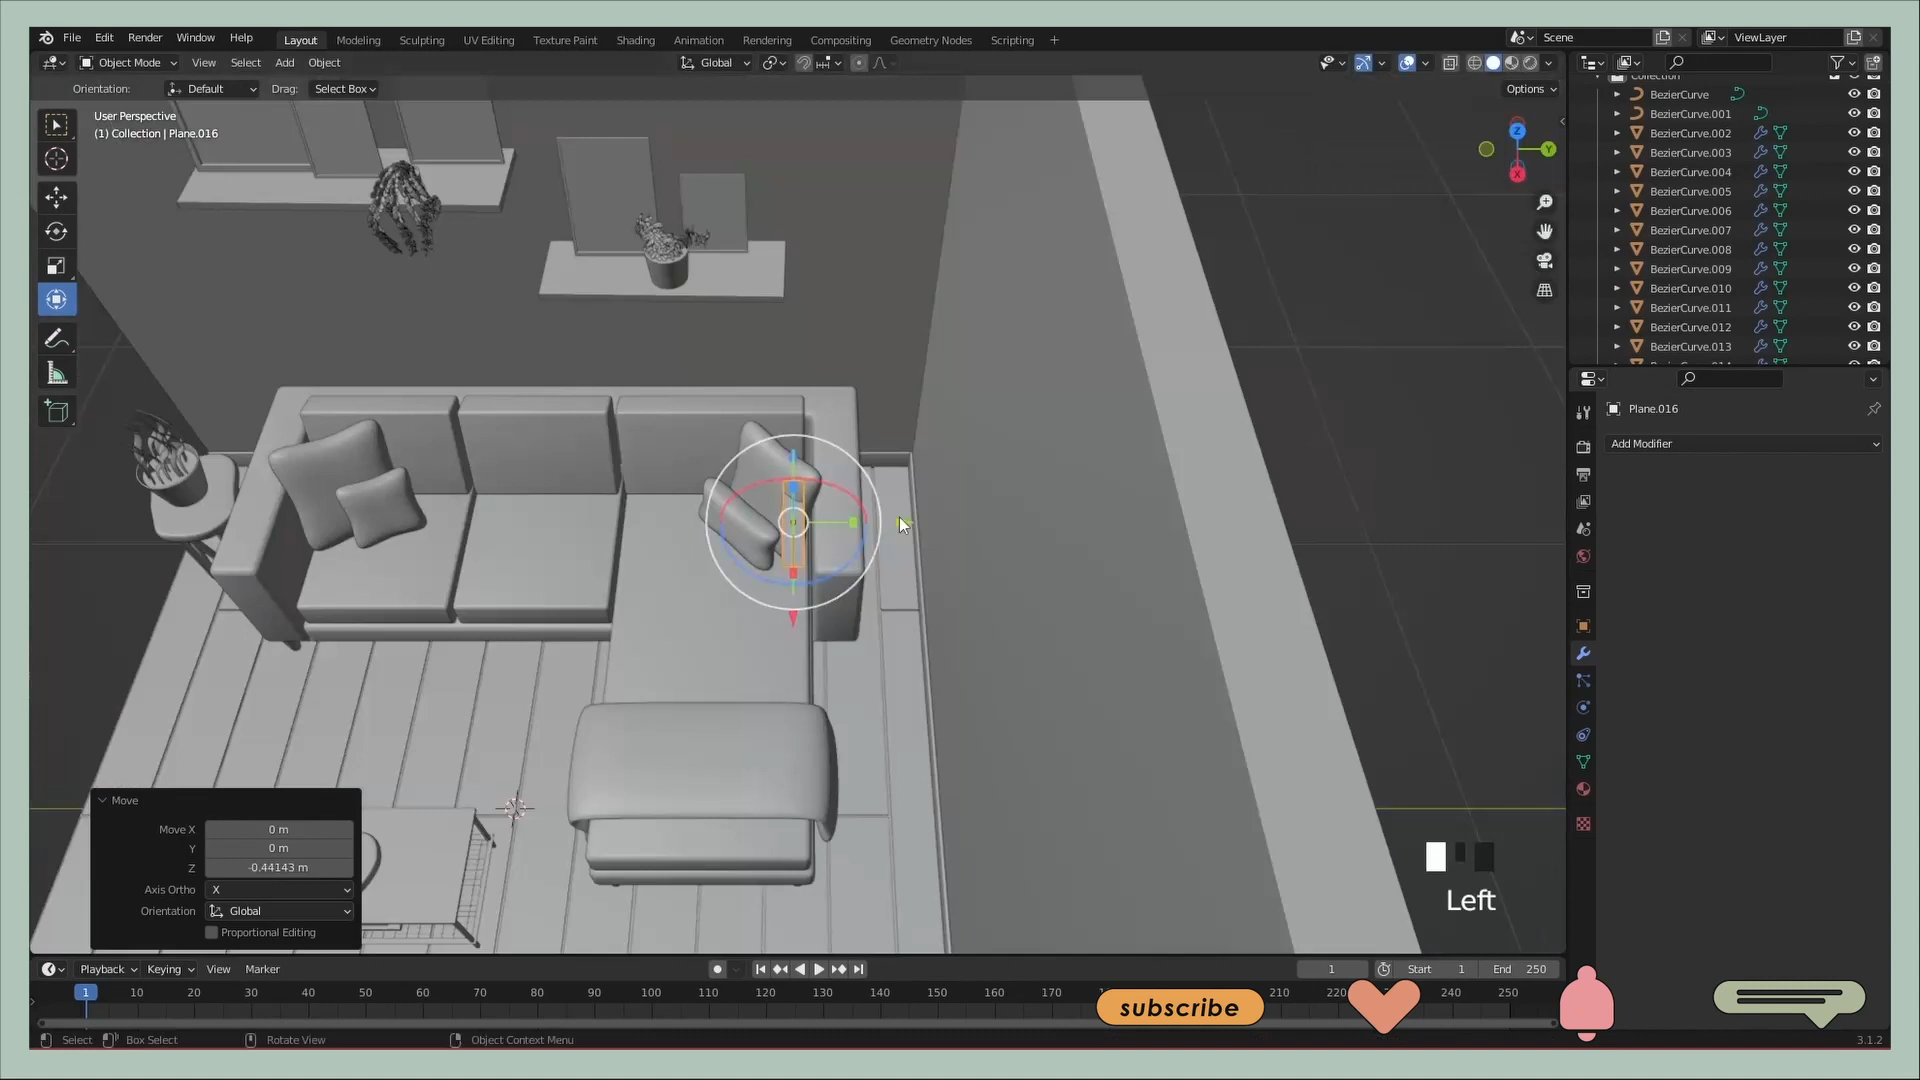 File Edit Render Window Help Layout Modeling Sculpting UV Editing Texture Paint Shading Animation Rendering Compositing Geometry Nodes Scripting + Scene ViewLayer
Object Mode View Select Add Object Global
Orientation: Default Drag: Select Box Options
User Perspective
(1) Collection | Plane.016
Z
Y
X
Collection
BezierCurve
BezierCurve.001
BezierCurve.002
BezierCurve.003
BezierCurve.004
BezierCurve.005
BezierCurve.006
BezierCurve.007
BezierCurve.008
BezierCurve.009
BezierCurve.010
BezierCurve.011
BezierCurve.012
BezierCurve.013
Plane.016
Add Modifier
Move
Move X 0 m
Y 0 m
Z -0.44143 m
Axis Ortho X
Orientation Global
Proportional Editing
Left
Playback Keying View Marker 1 Start 1 End 250
1 10 20 30 40 50 60 70 80 90 100 110 120 130 140 150 160 170 210 220 240 250
subscribe
Select Box Select Rotate View Object Context Menu 3.1.2